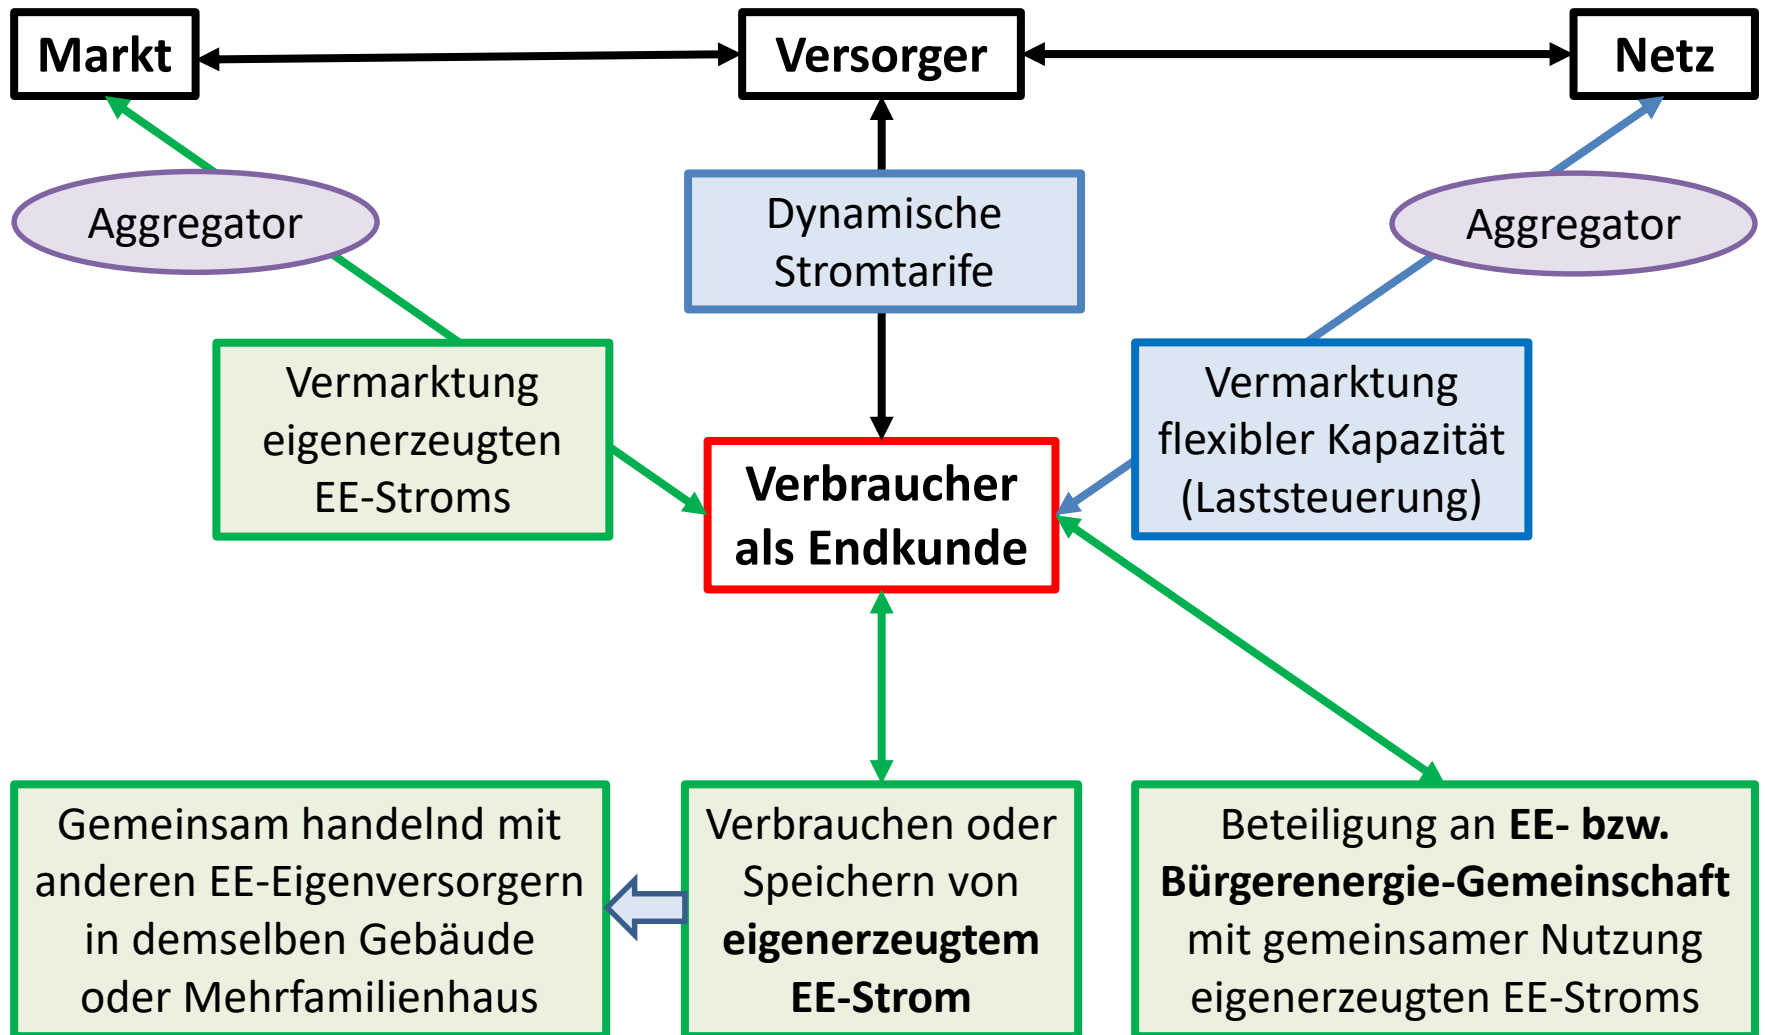 Markt
Versorger
Netz
Aggregator
Dynamische
Stromtarife
Aggregator
Vermarktung
eigenerzeugten
EE-Stroms
Vermarktung
flexibler Kapazität
(Laststeuerung)
Verbraucher
als Endkunde
Gemeinsam handelnd mit
anderen EE-Eigenversorgern
in demselben Gebäude
oder Mehrfamilienhaus
Verbrauchen oder
Speichern von
eigenerzeugtem
EE-Strom
Beteiligung an EE- bzw.
Bürgerenergie-Gemeinschaft
mit gemeinsamer Nutzung
eigenerzeugten EE-Stroms